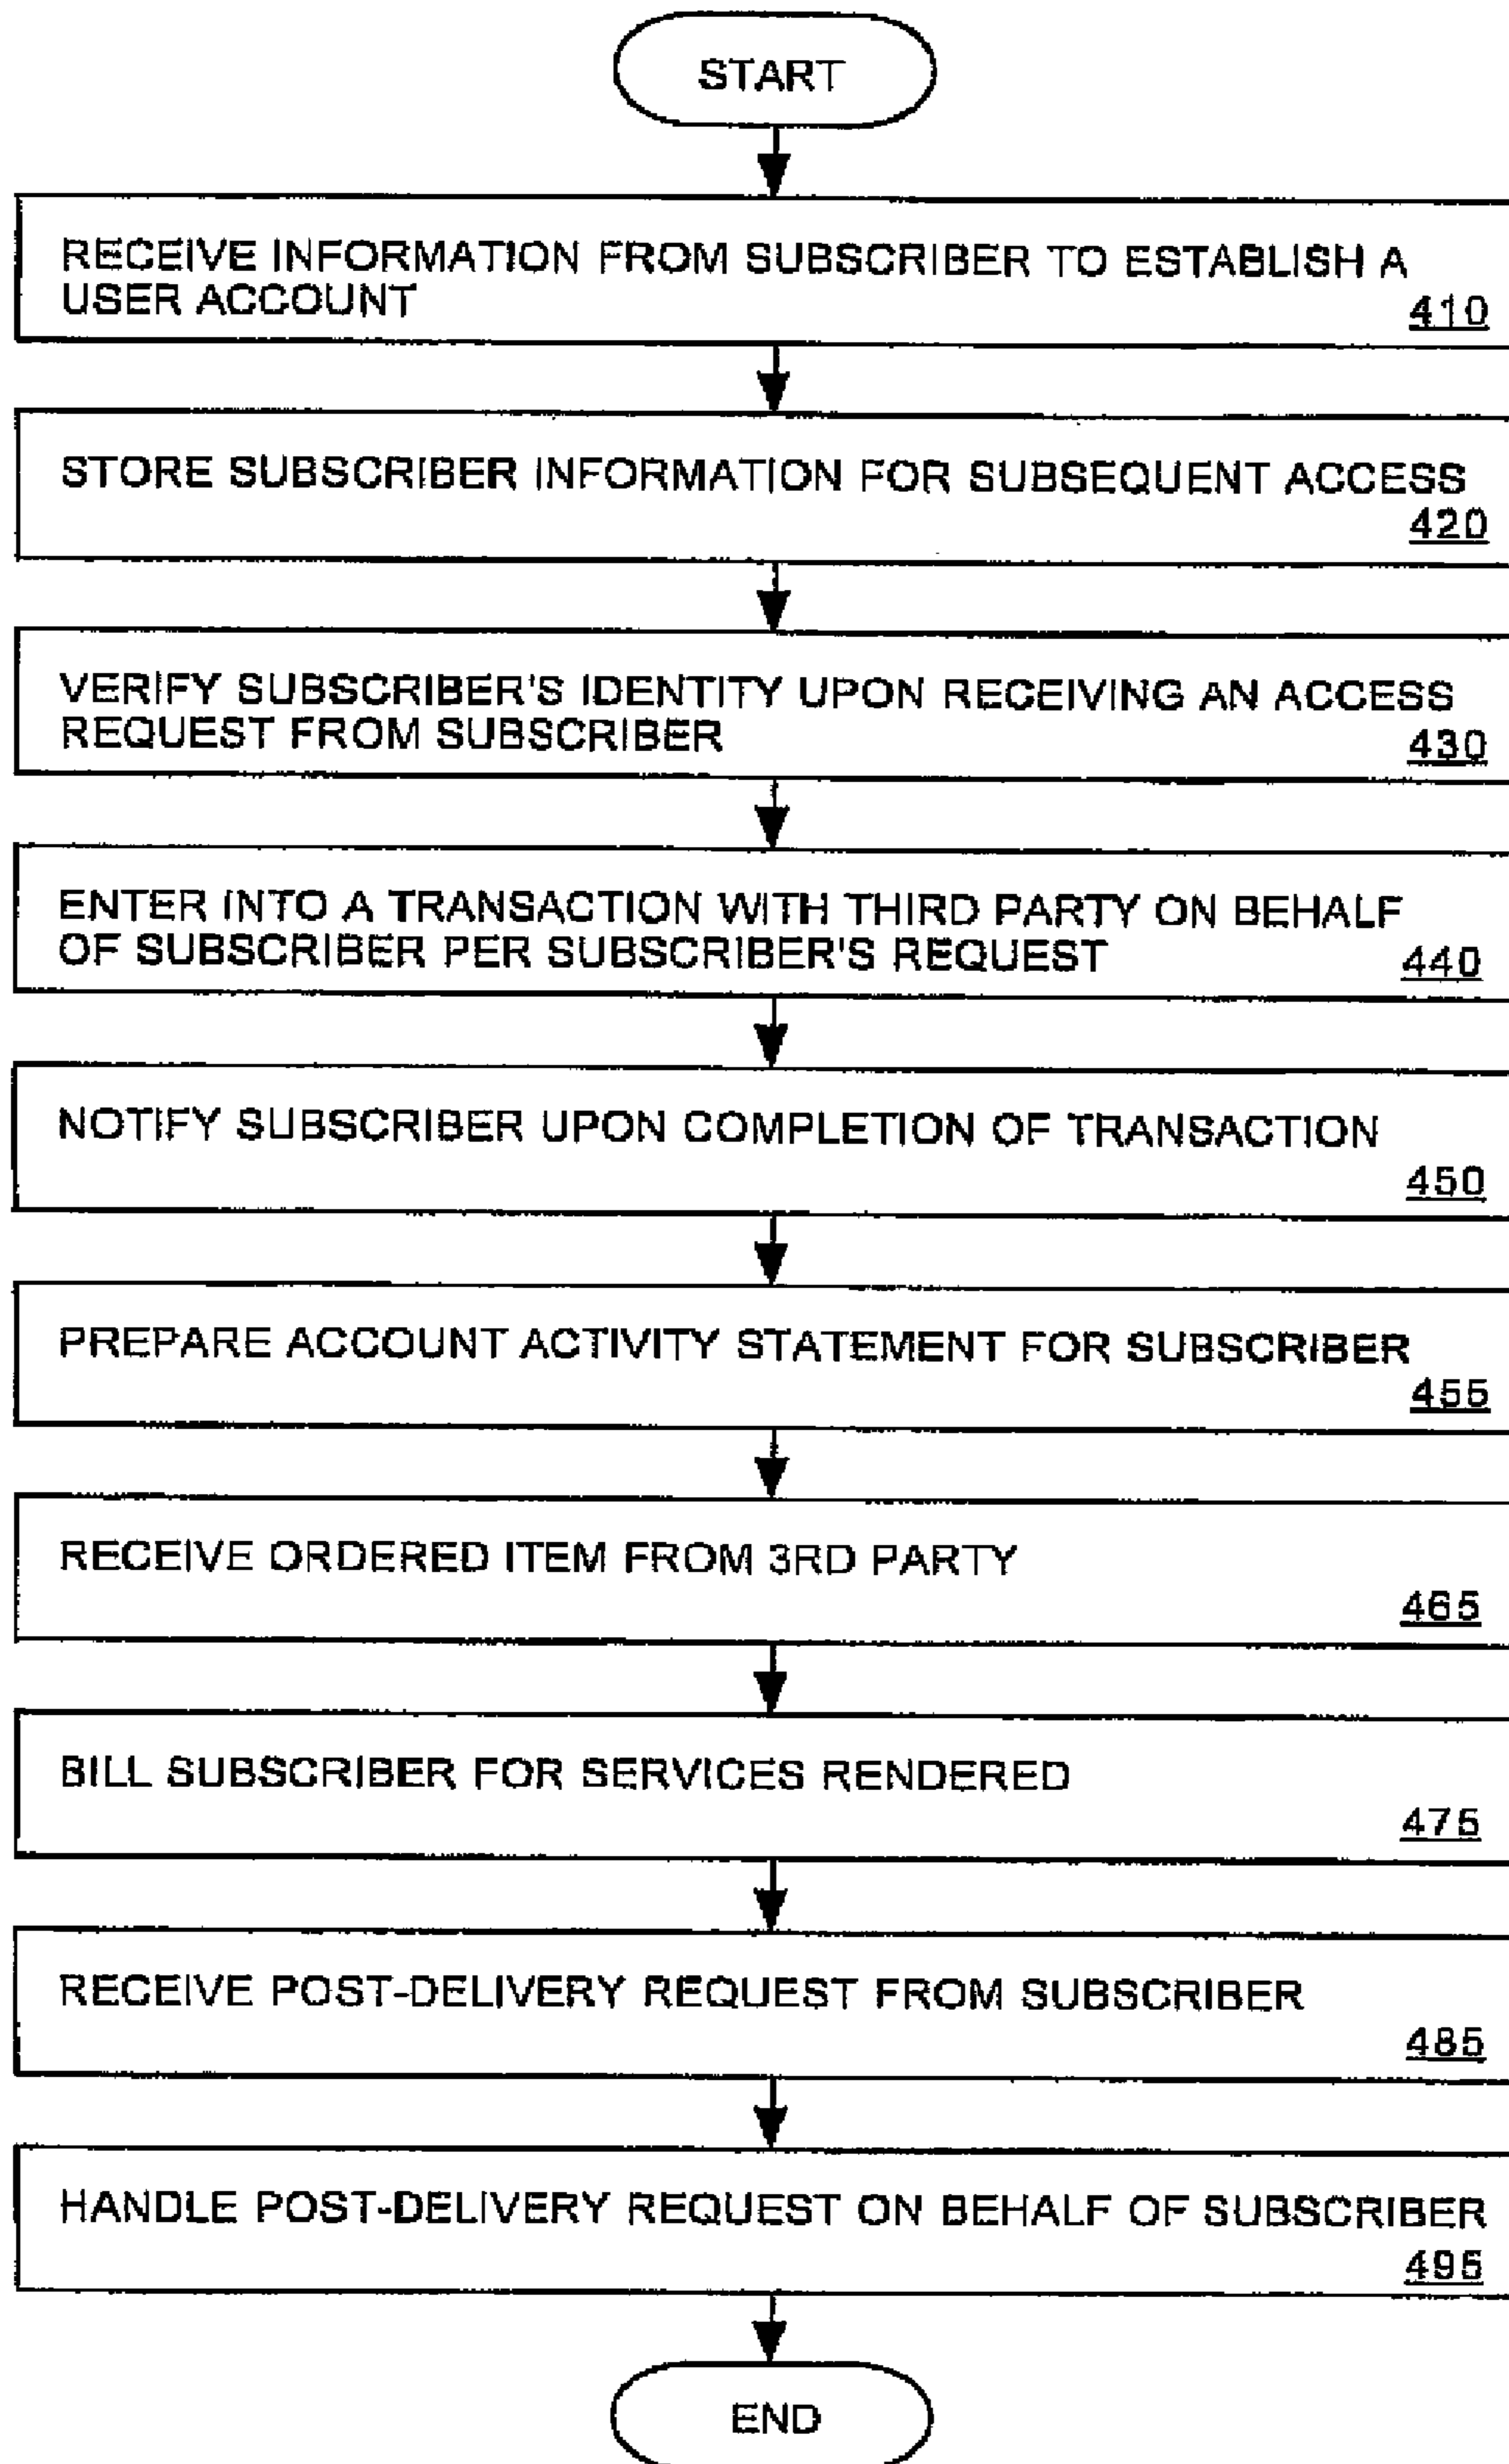 START
RECEIVE INFORMATION FROM SUBSCRIBER TO ESTABLISH A
USER ACCOUNT
410
STORE SUBSCRIBER INFORMATION FOR SUBSEQUENT ACCESS
420
VERIFY SUBSCRIBER'S IDENTITY UPON RECEIVING AN ACCESS
REQUEST FROM SUBSCRIBER
430
ENTER INTO A TRANSACTION WITH THIRD PARTY ON BEHALF
OF SUBSCRIBER PER SUBSCRIBER'S REQUEST
440
NOTIFY SUBSCRIBER UPON COMPLETION OF TRANSACTION
450
PREPARE ACCOUNT ACTIVITY STATEMENT FOR SUBSCRIBER
455
RECEIVE ORDERED ITEM FROM 3RD PARTY
465
BILL SUBSCRIBER FOR SERVICES RENDERED
475
RECEIVE POST-DELIVERY REQUEST FROM SUBSCRIBER
485
HANDLE POST-DELIVERY REQUEST ON BEHALF OF SUBSCRIBER
495
END